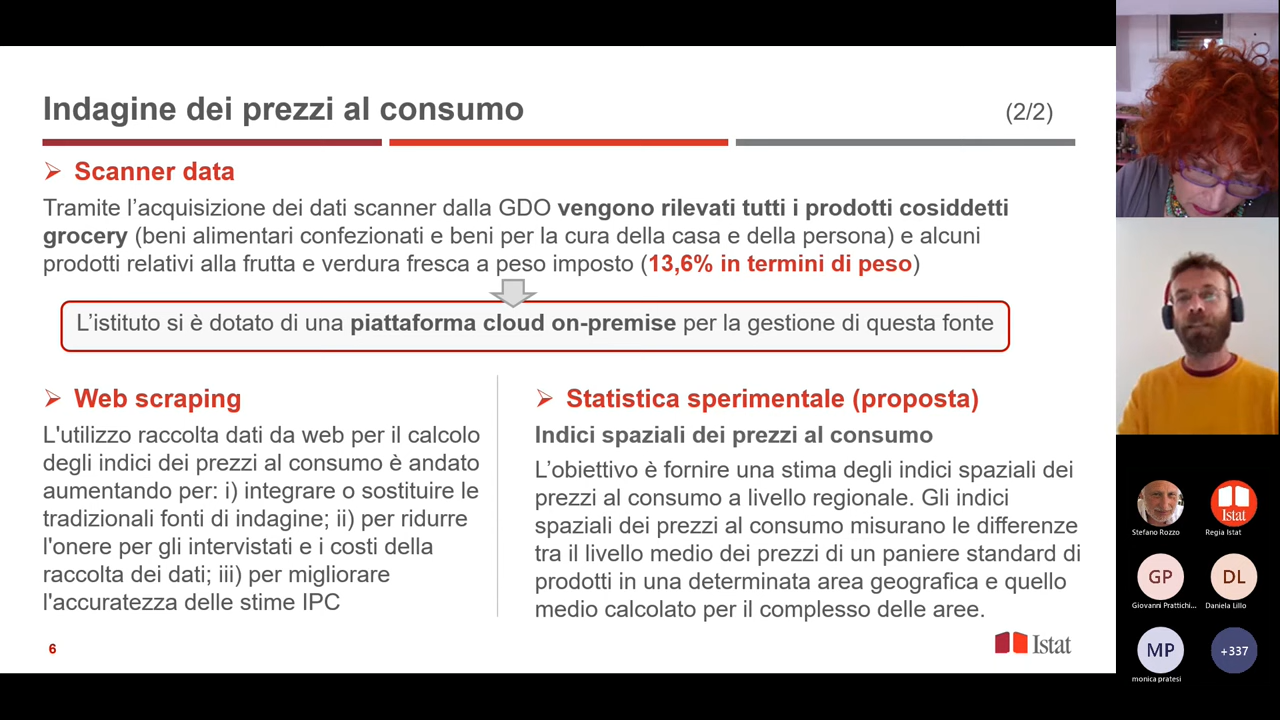 Indagine dei prezzi al consumo
(2/2)
Scanner data
Tramite l’acquisizione dei dati scanner dalla GDO vengono rilevati tutti i prodotti cosiddetti
grocery (beni alimentari confezionati e beni per la cura della casa e della persona) e alcuni
prodotti relativi alla frutta e verdura fresca a peso imposto (13,6% in termini di peso)
L’istituto si è dotato di una piattaforma cloud on-premise per la gestione di questa fonte
Web scraping
L'utilizzo raccolta dati da web per il calcolo
degli indici dei prezzi al consumo è andato
aumentando per: i) integrare o sostituire le
tradizionali fonti di indagine; ii) per ridurre
l'onere per gli intervistati e i costi della
raccolta dei dati; iii) per migliorare
l'accuratezza delle stime IPC
Statistica sperimentale (proposta)
Indici spaziali dei prezzi al consumo
L’obiettivo è fornire una stima degli indici spaziali dei
prezzi al consumo a livello regionale. Gli indici
spaziali dei prezzi al consumo misurano le differenze
tra il livello medio dei prezzi di un paniere standard di
prodotti in una determinata area geografica e quello
medio calcolato per il complesso delle aree.
6
Istat
Istat
Stefano Rozzo
Regia Istat
GP
DL
Giovanni Prattichi...
Daniela Lillo
MP
+337
monica pratesi